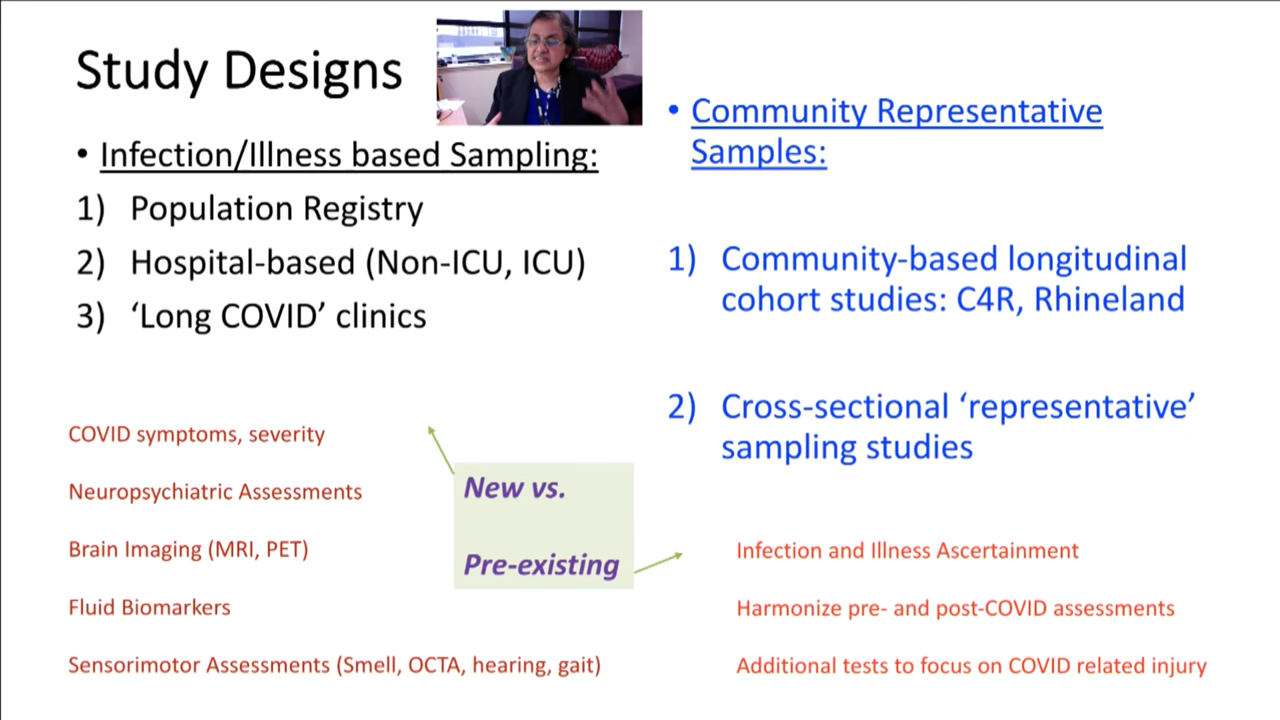 Study Designs
• Infection/Illness based Sampling:
1) Population Registry
2) Hospital-based (Non-ICU, ICU)
3) ‘Long COVID’ clinics
COVID symptoms, severity
Neuropsychiatric Assessments
Brain Imaging (MRI, PET)
Fluid Biomarkers
Sensorimotor Assessments (Smell, OCTA, hearing, gait)
New vs.
Pre-existing
• Community Representative
Samples:
1) Community-based longitudinal
cohort studies: C4R, Rhineland
2) Cross-sectional ‘representative’
sampling studies
Infection and Illness Ascertainment
Harmonize pre- and post-COVID assessments
Additional tests to focus on COVID related injury